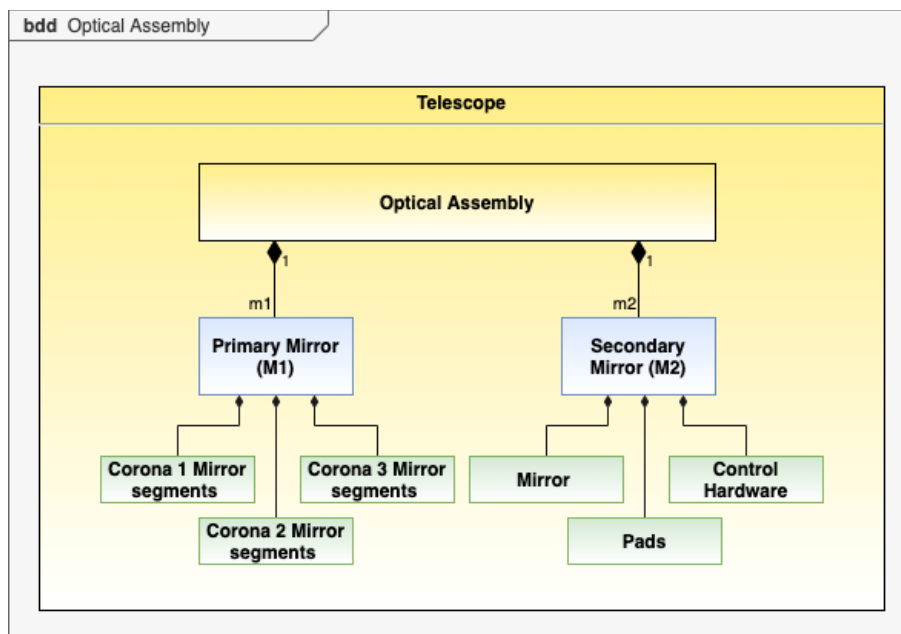 bdd Optical Assembly
Telescope
Optical Assembly
1
1
m1
m2
Primary Mirror
(M1)
Secondary
Mirror (M2)
Corona 1 Mirror
segments
Corona 3 Mirror
segments
Mirror
Control
Hardware
Corona 2 Mirror
segments
Pads